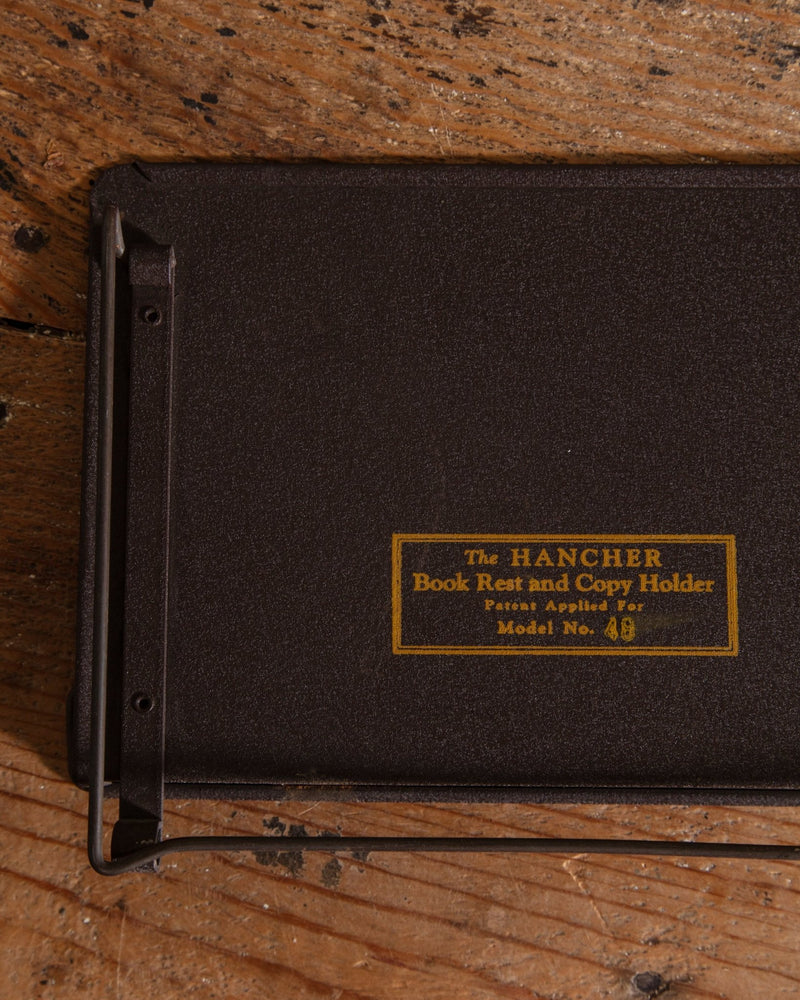 The HANCHER
Book Rest and Copy Holder
Patent Applied For
Model No. 48